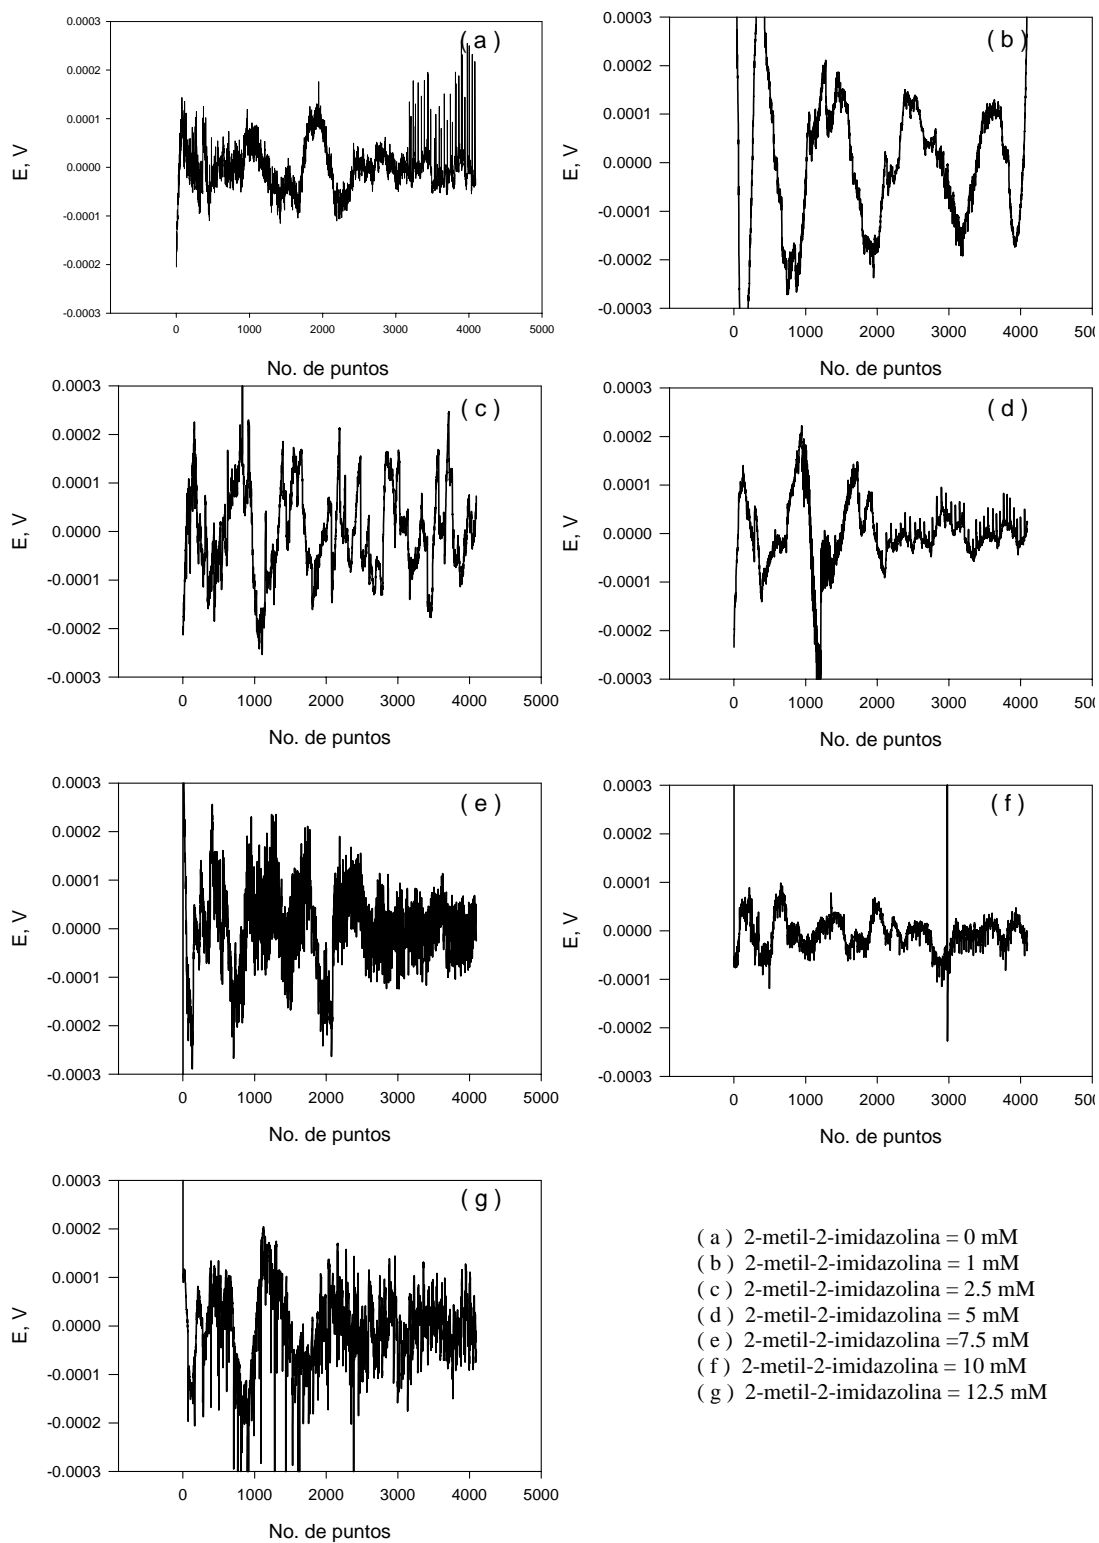 ( a )
0.0003
0.0002
0.0001
0.0000
-0.0001
-0.0002
-0.0003
E, V
0 1000 2000 3000 4000 5000
No. de puntos
( b )
0.0003
0.0002
0.0001
0.0000
-0.0001
-0.0002
-0.0003
E, V
0 1000 2000 3000 4000 500
No. de puntos
( c )
0.0003
0.0002
0.0001
0.0000
-0.0001
-0.0002
-0.0003
E, V
0 1000 2000 3000 4000 5000
No. de puntos
( d )
0.0003
0.0002
0.0001
0.0000
-0.0001
-0.0002
-0.0003
E, V
0 1000 2000 3000 4000 500
No. de puntos
( e )
0.0003
0.0002
0.0001
0.0000
-0.0001
-0.0002
-0.0003
E, V
0 1000 2000 3000 4000 5000
No. de puntos
( f )
0.0003
0.0002
0.0001
0.0000
-0.0001
-0.0002
-0.0003
E, V
0 1000 2000 3000 4000 500
No. de puntos
( g )
0.0003
0.0002
0.0001
0.0000
-0.0001
-0.0002
-0.0003
E, V
0 1000 2000 3000 4000 5000
No. de puntos
( a ) 2-metil-2-imidazolina = 0 mM
( b ) 2-metil-2-imidazolina = 1 mM
( c ) 2-metil-2-imidazolina = 2.5 mM
( d ) 2-metil-2-imidazolina = 5 mM
( e ) 2-metil-2-imidazolina =7.5 mM
( f ) 2-metil-2-imidazolina = 10 mM
( g ) 2-metil-2-imidazolina = 12.5 mM